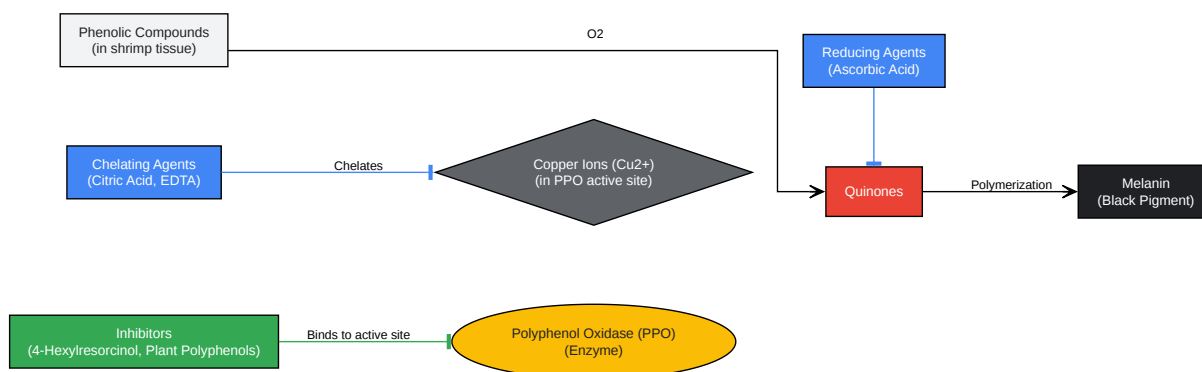 Phenolic Compounds
(in shrimp tissue)
O2
Reducing Agents
(Ascorbic Acid)
Chelating Agents
(Citric Acid, EDTA)
Chelates
Copper Ions (Cu2+)
(in PPO active site)
Quinones
Polymerization
Melanin
(Black Pigment)
Inhibitors
(4-Hexylresorcinol, Plant Polyphenols)
Binds to active site
Polyphenol Oxidase (PPO)
(Enzyme)